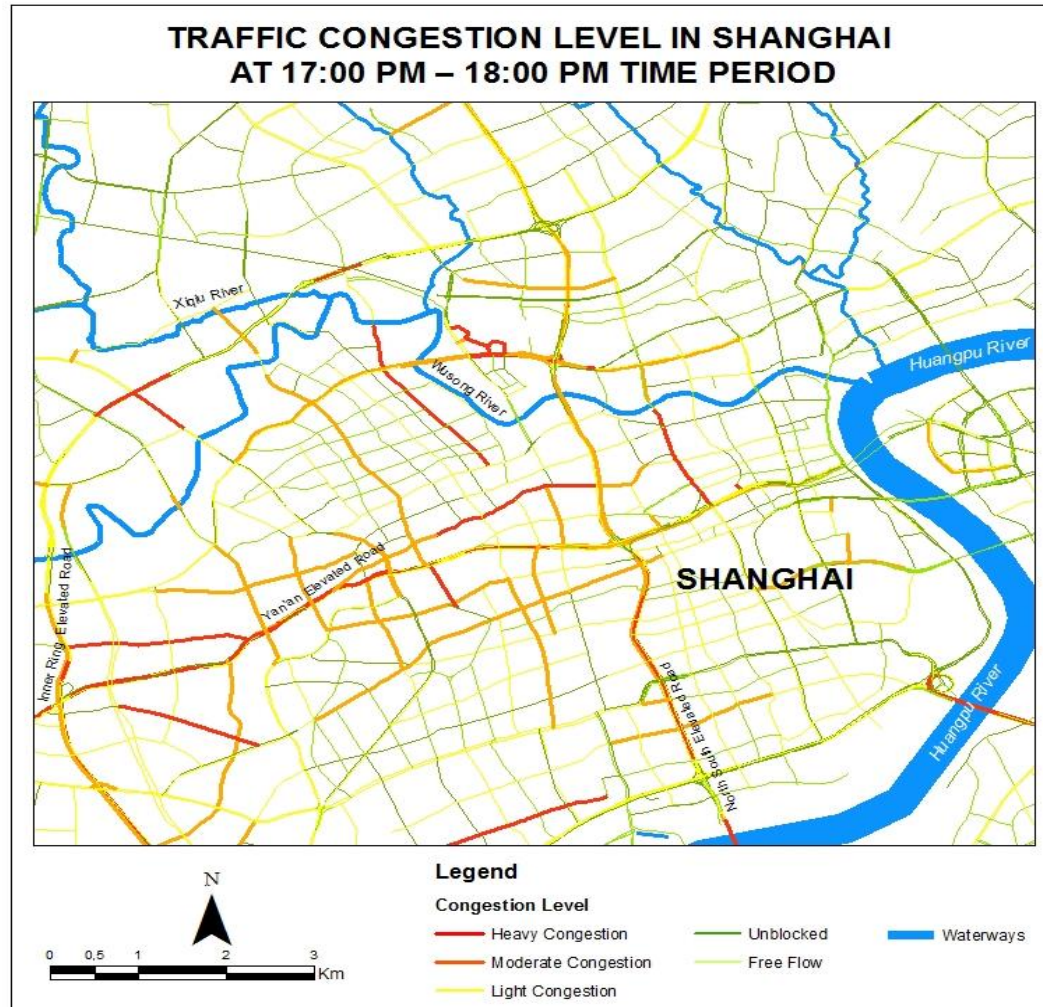 TRAFFIC CONGESTION LEVEL IN SHANGHAI
AT 17:00 PM – 18:00 PM TIME PERIOD
Xiqiu River
Huangpu River
Wusong River
Yan'an Elevated Road
SHANGHAI
Inner Ring Elevated Road
North South Elevated Road
Huangpu River
N
0 0,5 1 2 3
Km
Legend
Congestion Level
Heavy Congestion
Moderate Congestion
Light Congestion
Unblocked
Free Flow
Waterways